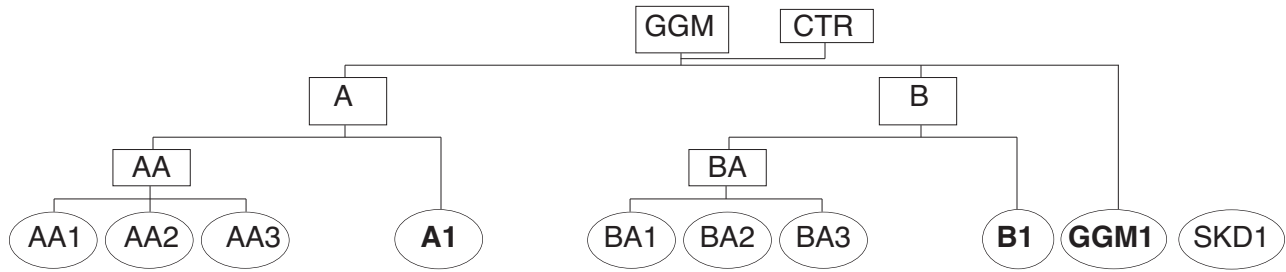 GGM CTR
A B
AA BA
AA1 AA2 AA3 A1 BA1 BA2 BA3 B1 GGM1 SKD1